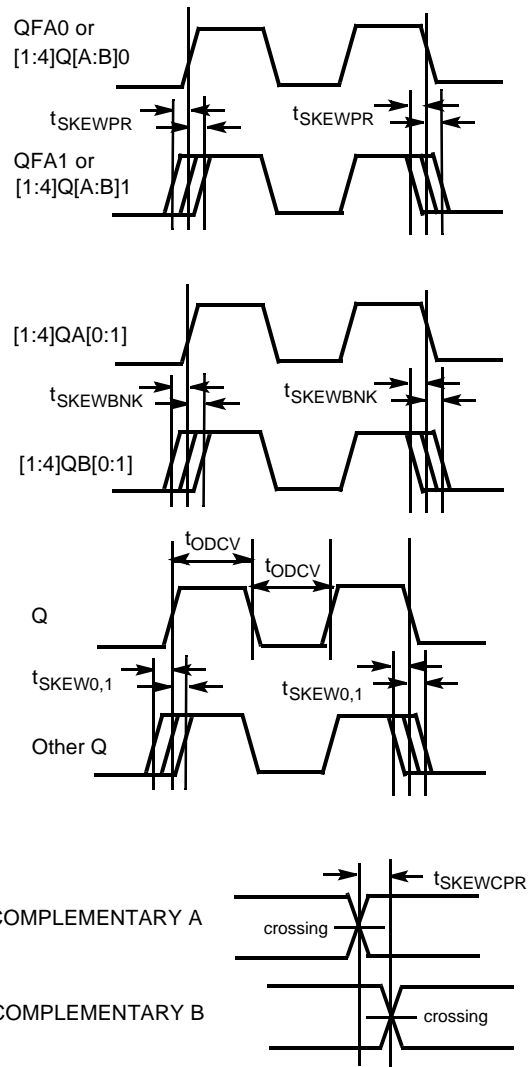 QFA0 or
[1:4]Q[A:B]0
tSKEWPR tSKEWPR
QFA1 or
[1:4]Q[A:B]1
[1:4]QA[0:1]
tSKEWBNK tSKEWBNK
[1:4]QB[0:1]
tODCV
tODCV
Q
tSKEW0,1 tSKEW0,1
Other Q
tSKEWCPR
COMPLEMENTARY A
crossing
COMPLEMENTARY B
crossing